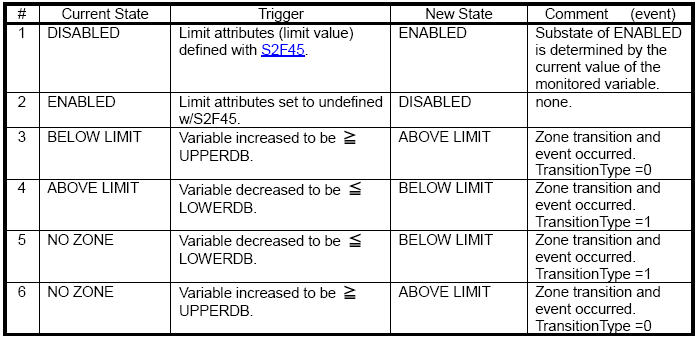 # Current State Trigger New State Comment (event)
1 DISABLED Limit attributes (limit value) defined with S2F45. ENABLED Substate of ENABLED is determined by the current value of the monitored variable.
2 ENABLED Limit attributes set to undefined w/S2F45. DISABLED none.
3 BELOW LIMIT Variable increased to be ≧ UPPERDB. ABOVE LIMIT Zone transition and event occurred. TransitionType =0
4 ABOVE LIMIT Variable decreased to be ≦ LOWERDB. BELOW LIMIT Zone transition and event occurred. TransitionType =1
5 NO ZONE Variable decreased to be ≦ LOWERDB. BELOW LIMIT Zone transition and event occurred. TransitionType =1
6 NO ZONE Variable increased to be ≧ UPPERDB. ABOVE LIMIT Zone transition and event occurred. TransitionType =0